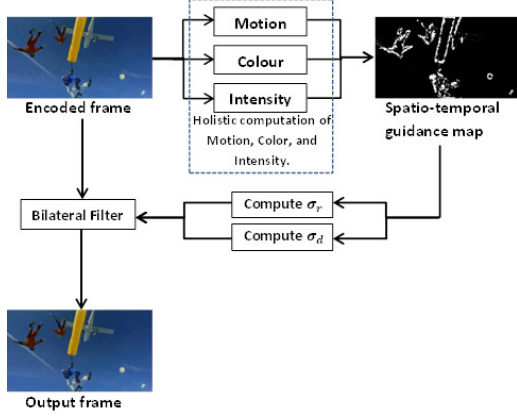 Motion
Colour
Intensity
Encoded frame
Holistic computation of
Motion, Color, and
Intensity.
Spatio-temporal
guidance map
Compute σr
Bilateral Filter
Compute σd
Output frame